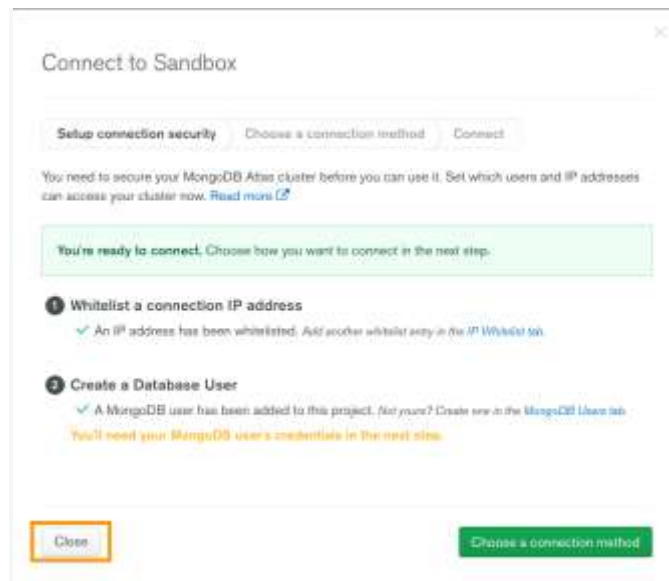 Connect to Sandbox
Setup connection security
Choose a connection method
Connect
You need to secure your MongoDB Atlas cluster before you can use it. Set which users and IP addresses
can access your cluster now. Read more
You're ready to connect. Choose how you want to connect in the next step.
1 Whitelist a connection IP address
✓ An IP address has been whitelisted. Add another whitelist entry in the IP Whitelist tab.
2 Create a Database User
✓ A MongoDB user has been added to this project. Not yours? Create one in the MongoDB Users tab
You'll need your MongoDB user's credentials in the next step.
Close
Choose a connection method